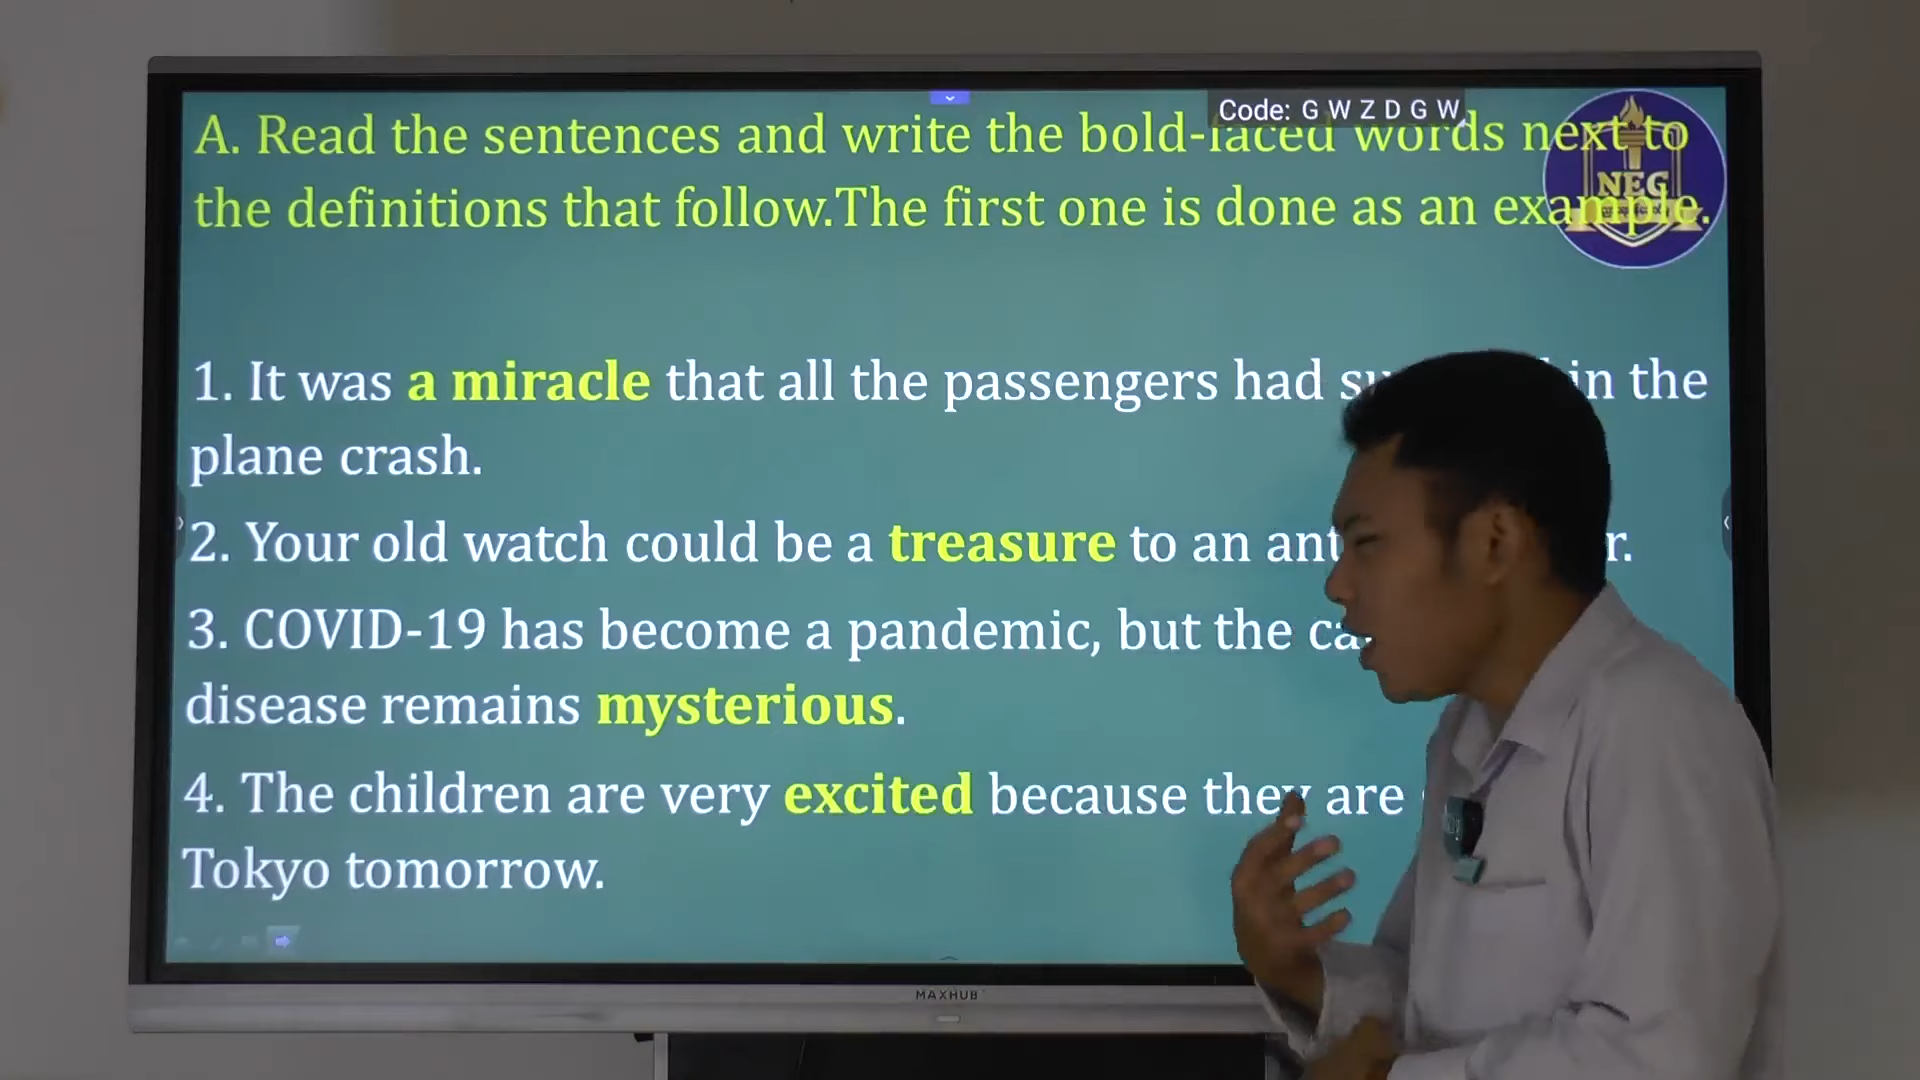 Code: G W Z D G W
A. Read the sentences and write the bold-faced words next to
the definitions that follow.The first one is done as an example.
NEG
1. It was a miracle that all the passengers had in the
plane crash.
2. Your old watch could be a treasure to an
3. COVID-19 has become a pandemic, but the
disease remains mysterious.
4. The children are very excited because they are
Tokyo tomorrow.
MAXHUB